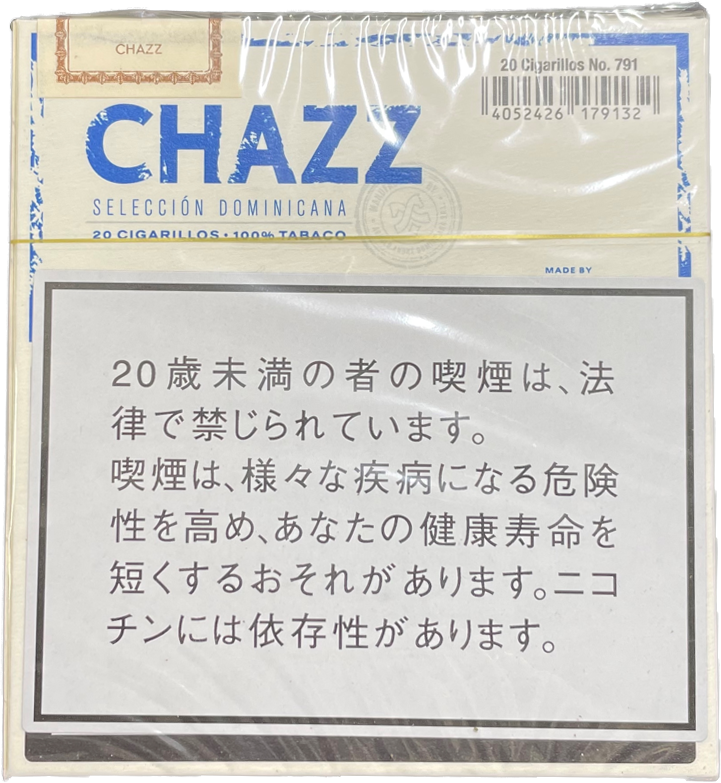 CHAZZ
20 Cigarillos No. 791
4052426 179132
CHAZZ
SELECCIÓN DOMINICANA
20 CIGARILLOS · 100% TABACO
MADE BY
20歳未満の者の喫煙は、法
律で禁じられています。
喫煙は、様々な疾病になる危険
性を高め、あなたの健康寿命を
短くするおそれがあります。ニコ
チンには依存性があります。